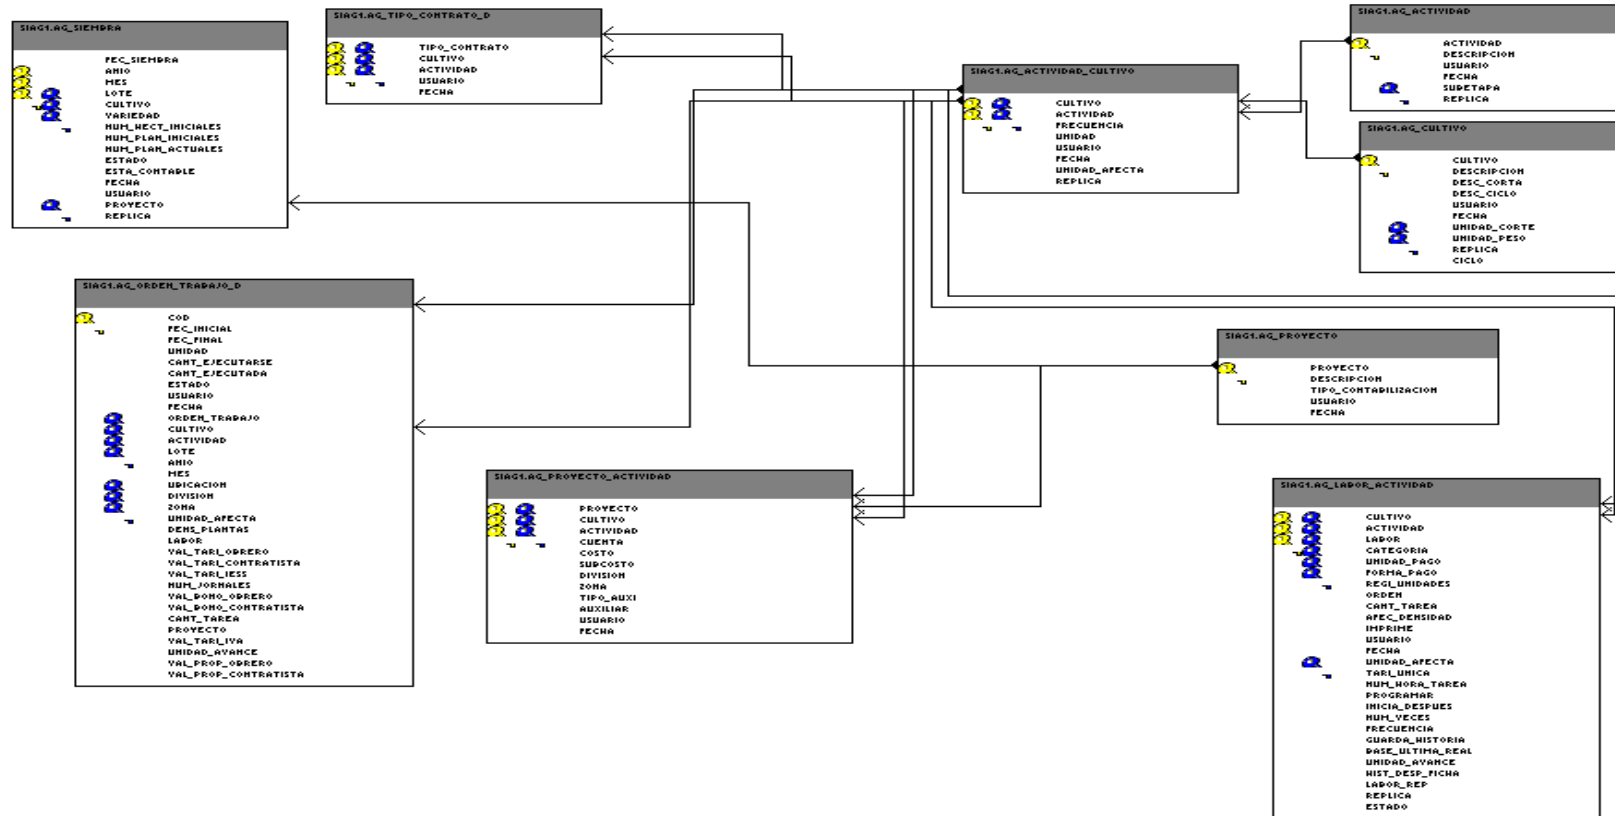 SIAG1.AG_SIEMBRA
FEC_SIEMBRA
ANIO
MES
LOTE
CULTIVO
VARIEDAD
NUM_HECT_INICIALES
NUM_PLAN_INICIALES
NUM_PLAN_ACTUALES
ESTADO
ESTA_CONTABLE
FECHA
USUARIO
PROYECTO
REPLICA
SIAG1.AG_TIPO_CONTRATO_D
TIPO_CONTRATO
CULTIVO
ACTIVIDAD
USUARIO
FECHA
SIAG1.AG_ACTIVIDAD_CULTIVO
CULTIVO
ACTIVIDAD
FRECUENCIA
UNIDAD
USUARIO
FECHA
UNIDAD_AFECTA
REPLICA
SIAG1.AG_ACTIVIDAD
ACTIVIDAD
DESCRIPCION
USUARIO
FECHA
SUBETAPA
REPLICA
SIAG1.AG_CULTIVO
CULTIVO
DESCRIPCION
DESC_CORTA
DESC_CICLO
USUARIO
FECHA
UNIDAD_CORTE
UNIDAD_PESO
REPLICA
CICLO
SIAG1.AG_ORDEN_TRABAJO_D
COD
FEC_INICIAL
FEC_FINAL
UNIDAD
CANT_EJECUTARSE
CANT_EJECUTADA
ESTADO
USUARIO
FECHA
ORDEN_TRABAJO
CULTIVO
ACTIVIDAD
LOTE
ANIO
MES
UBICACION
DIVISION
ZONA
UNIDAD_AFECTA
DENS_PLANTAS
LABOR
VAL_TARI_OBRERO
VAL_TARI_CONTRATISTA
VAL_TARI_IESS
NUM_JORNALES
VAL_BONO_OBRERO
VAL_BONO_CONTRATISTA
CANT_TAREA
PROYECTO
VAL_TARI_IVA
UNIDAD_AVANCE
VAL_PROP_OBRERO
VAL_PROP_CONTRATISTA
SIAG1.AG_PROYECTO_ACTIVIDAD
PROYECTO
CULTIVO
ACTIVIDAD
CUENTA
COSTO
SUBCOSTO
DIVISION
ZONA
TIPO_AUXI
AUXILIAR
USUARIO
FECHA
SIAG1.AG_PROYECTO
PROYECTO
DESCRIPCION
TIPO_CONTABILIZACION
USUARIO
FECHA
SIAG1.AG_LABOR_ACTIVIDAD
CULTIVO
ACTIVIDAD
LABOR
CATEGORIA
UNIDAD_PAGO
FORMA_PAGO
REGI_UNIDADES
ORDEN
CANT_TAREA
AFEC_DENSIDAD
IMPRIME
USUARIO
FECHA
UNIDAD_AFECTA
TARI_UNICA
NUM_HORA_TAREA
PROGRAMAR
INICIA_DESPUES
NUM_VECES
FRECUENCIA
GUARDA_HISTORIA
BASE_ULTIMA_REAL
UNIDAD_AVANCE
HIST_DESP_FICHA
LABOR_REP
REPLICA
ESTADO